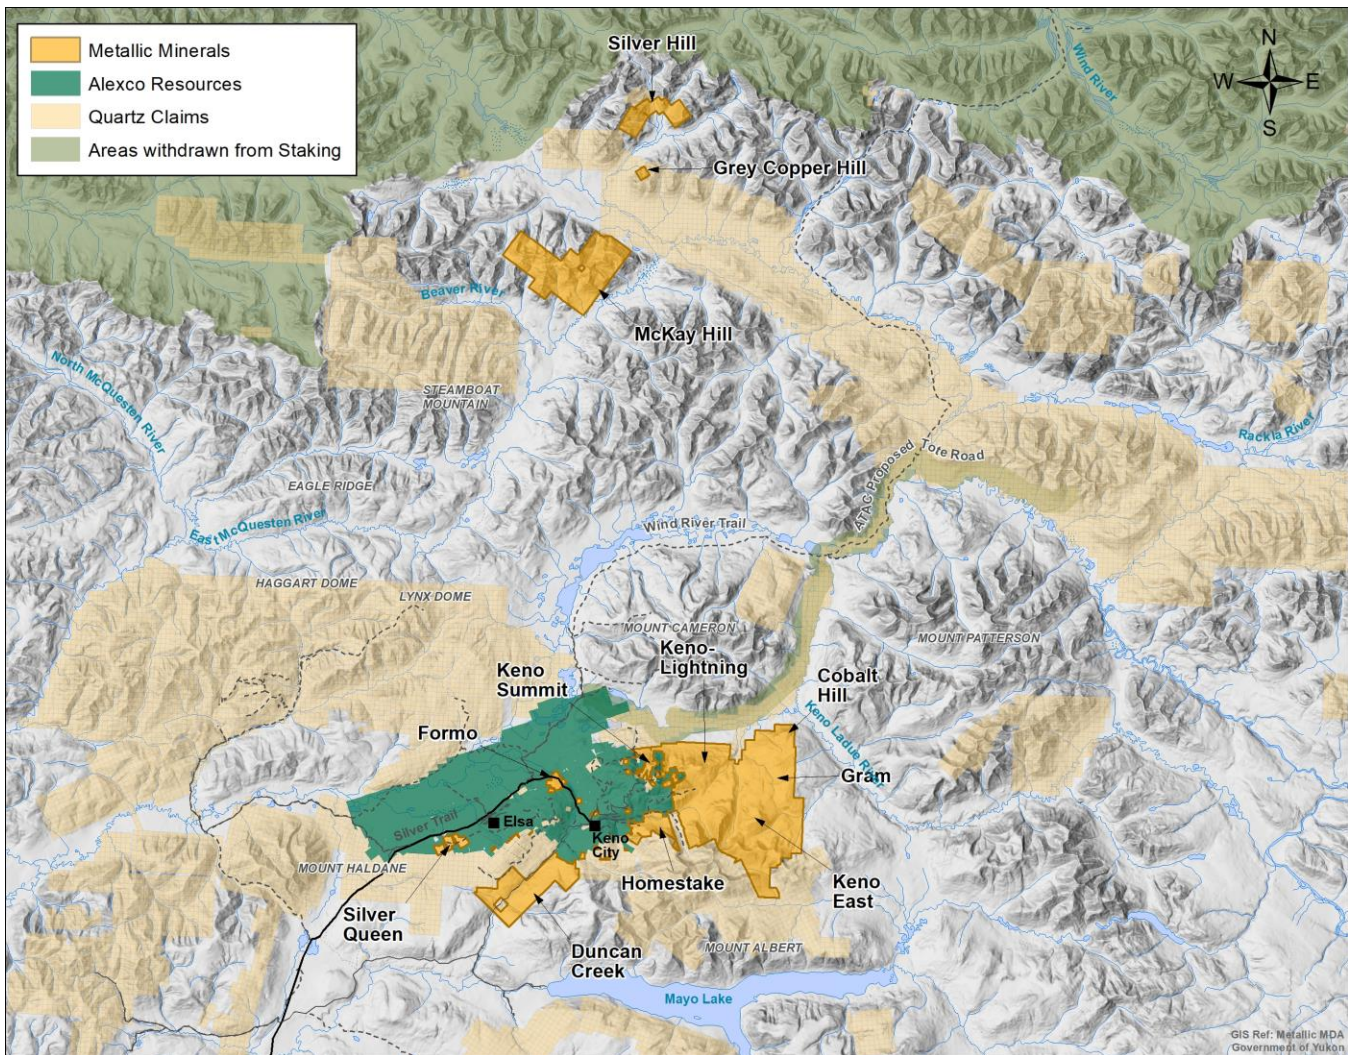 Metallic Minerals
Alexco Resources
Quartz Claims
Areas withdrawn from Staking
Silver Hill
Wind River
N
W
E
S
Grey Copper Hill
Beaver River
McKay Hill
North McQuesten River
STEAMBOAT
MOUNTAIN
Rackla River
ATAC Proposed Tote Road
EAGLE RIDGE
East McQuesten River
Wind River Trail
HAGGART DOME
LYNX DOME
MOUNT CAMERON
MOUNT PATTERSON
Keno-
Lightning
Keno
Summit
Cobalt
Hill
Keno Ladue River
Formo
Gram
Silver Trail
Elsa
Keno
City
MOUNT HALDANE
Homestake
Keno
East
Silver
Queen
Duncan
Creek
MOUNT ALBERT
Mayo Lake
GIS Ref: Metallic MDA
Government of Yukon